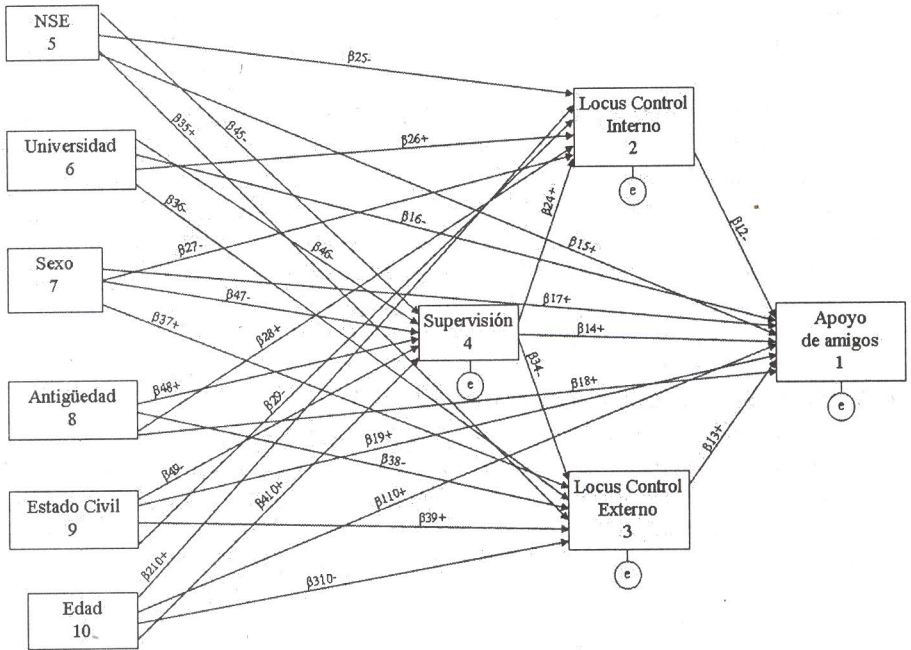 NSE
5
Universidad
6
Sexo
7
Antigüedad
8
Estado Civil
9
Edad
10
Supervisión
4
e
Locus Control
Interno
2
e
Locus Control
Externo
3
e
Apoyo
de amigos
1
e
β25-
β35+
β45-
β26+
β36-
β16-
β46-
β15+
β27-
β47-
β17+
β37+
β24+
β12-
β14+
β28+
β34-
β48+
β18+
β29-
β19+
β38-
β13+
β49-
β410+
β110+
β39+
β210+
β310-